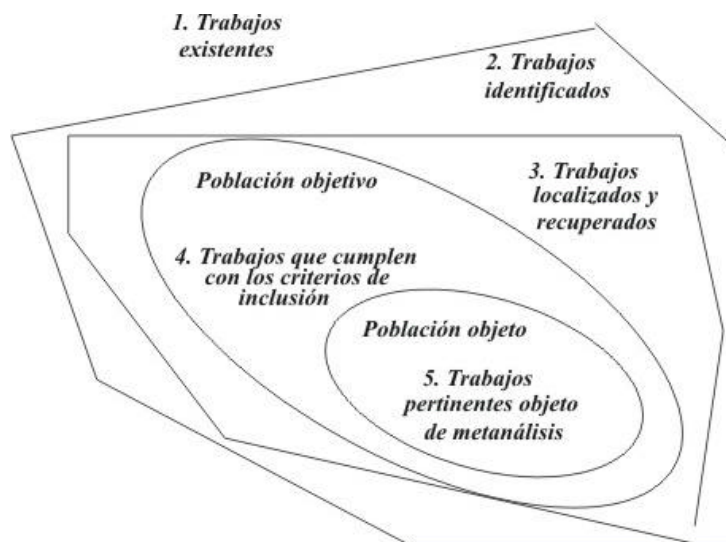 1. Trabajos
existentes
2. Trabajos
identificados
3. Trabajos
localizados y
recuperados
Población objetivo
4. Trabajos que cumplen
con los criterios de
inclusión
Población objeto
5. Trabajos
pertinentes objeto
de metanálisis